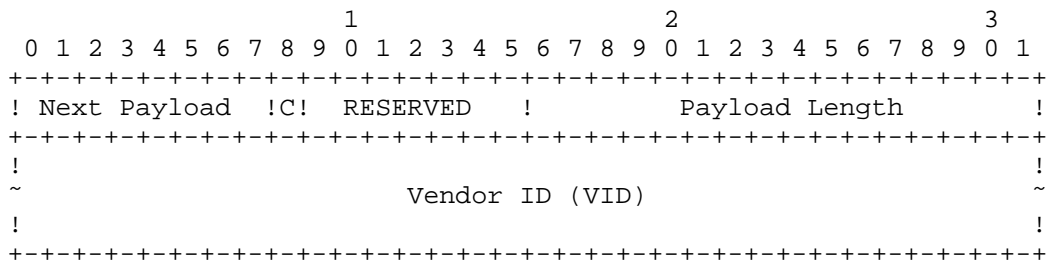 1                   2                   3
 0 1 2 3 4 5 6 7 8 9 0 1 2 3 4 5 6 7 8 9 0 1 2 3 4 5 6 7 8 9 0 1
+-+-+-+-+-+-+-+-+-+-+-+-+-+-+-+-+-+-+-+-+-+-+-+-+-+-+-+-+-+-+-+-+
! Next Payload  !C!  RESERVED   !         Payload Length        !
+-+-+-+-+-+-+-+-+-+-+-+-+-+-+-+-+-+-+-+-+-+-+-+-+-+-+-+-+-+-+-+-+
!                                                               !
~                        Vendor ID (VID)                        ~
!                                                               !
+-+-+-+-+-+-+-+-+-+-+-+-+-+-+-+-+-+-+-+-+-+-+-+-+-+-+-+-+-+-+-+-+